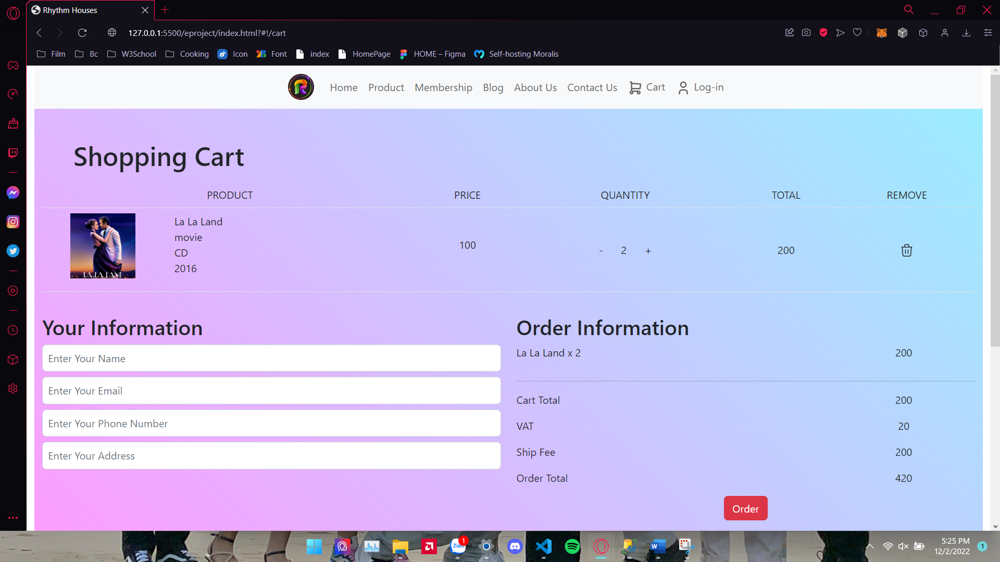 Rhythm Houses
127.0.0.1:5500/eproject/index.html?#!/cart
Film Bc W3School Cooking Icon Font index HomePage HOME – Figma Self-hosting Moralis
R Home Product Membership Blog About Us Contact Us Cart Log-in
Shopping Cart
PRODUCT PRICE QUANTITY TOTAL REMOVE
La La Land
movie
CD
2016
LA LA LAND
100 - 2 + 200
Your Information
Enter Your Name
Enter Your Email
Enter Your Phone Number
Enter Your Address
Order Information
La La Land x 2 200
Cart Total 200
VAT 20
Ship Fee 200
Order Total 420
Order
Zalo 1
W
5:25 PM
12/2/2022
1